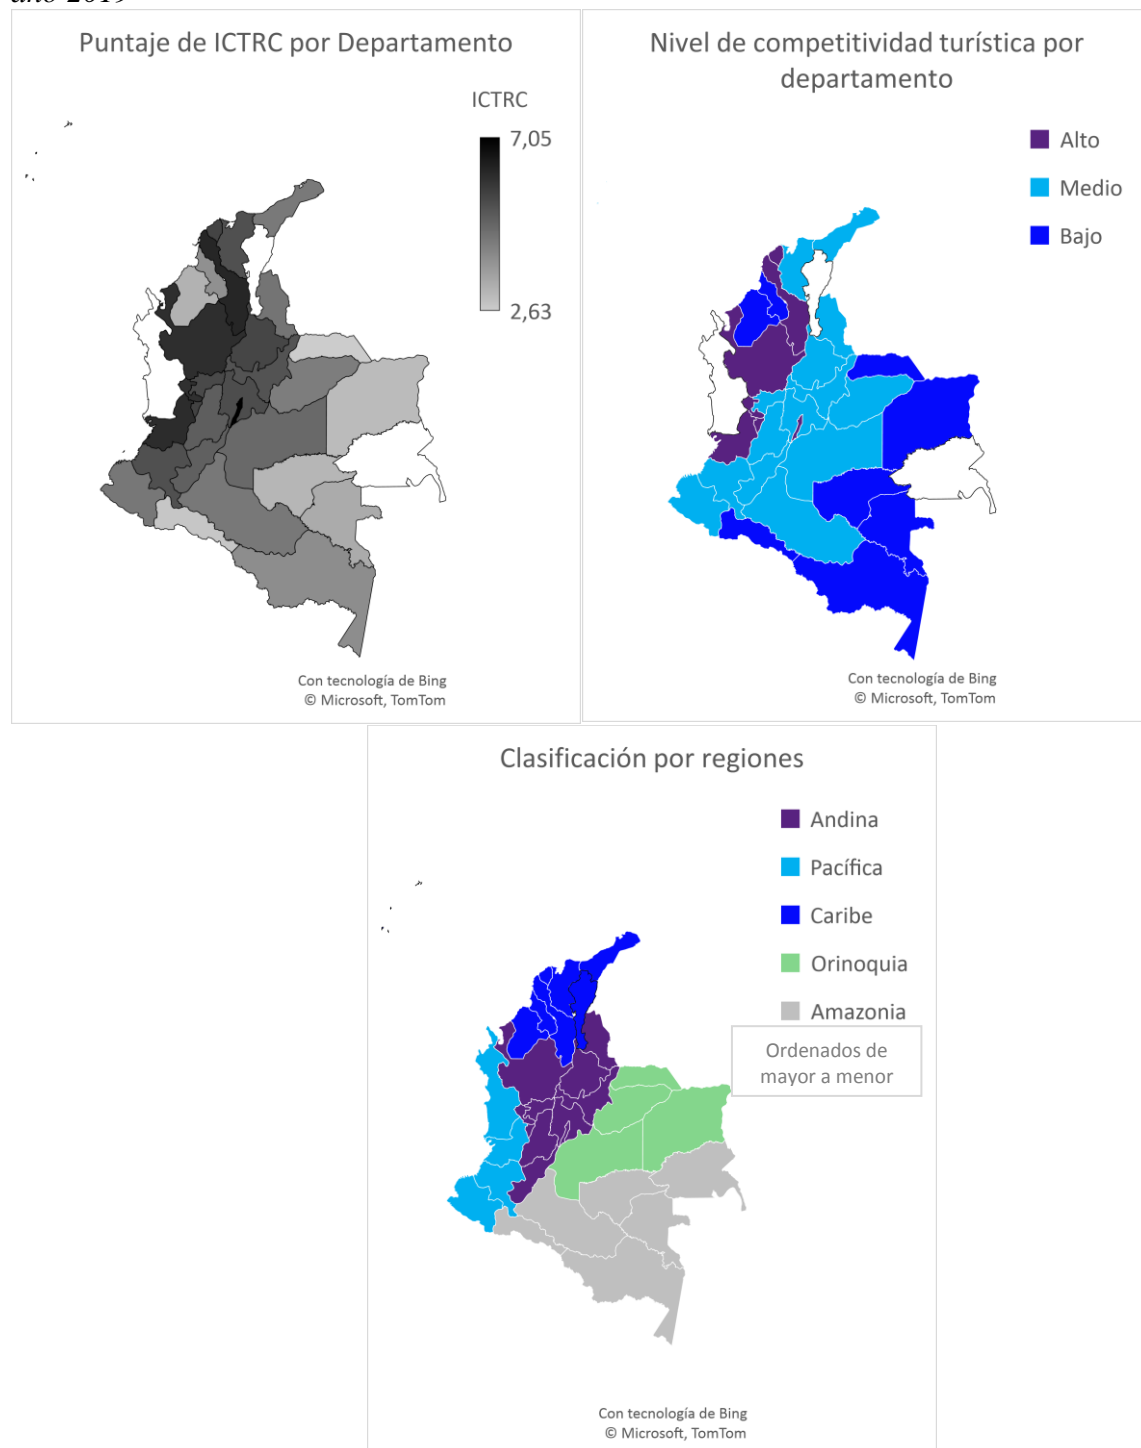 año 2019
Puntaje de ICTRC por Departamento
ICTRC
7,05
2,63
Con tecnología de Bing
© Microsoft, TomTom
Nivel de competitividad turística por
departamento
Alto
Medio
Bajo
Con tecnología de Bing
© Microsoft, TomTom
Clasificación por regiones
Andina
Pacífica
Caribe
Orinoquia
Amazonia
Ordenados de
mayor a menor
Con tecnología de Bing
© Microsoft, TomTom